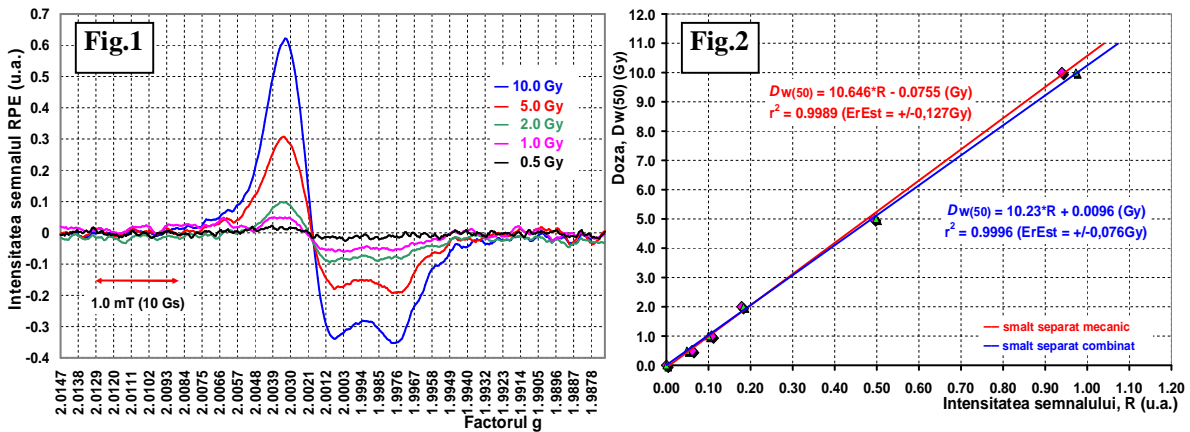 Fig.1
Intensitatea semnalul RPE (u.a.)
0.7
0.6
0.5
0.4
0.3
0.2
0.1
0
-0.1
-0.2
-0.3
-0.4
10.0 Gy
5.0 Gy
2.0 Gy
1.0 Gy
0.5 Gy
1.0 mT (10 Gs)
2.0147
2.0138
2.0129
2.0120
2.0111
2.0102
2.0093
2.0084
2.0075
2.0066
2.0057
2.0048
2.0039
2.0030
2.0021
2.0012
2.0003
1.9994
1.9985
1.9976
1.9967
1.9958
1.9949
1.9940
1.9932
1.9923
1.9914
1.9905
1.9896
1.9887
1.9878
Factorul g
Fig.2
Doza, Dw(50) (Gy)
12.0
11.0
10.0
9.0
8.0
7.0
6.0
5.0
4.0
3.0
2.0
1.0
0.0
Dw(50) = 10.646*R - 0.0755 (Gy)
r² = 0.9989 (ErEst = +/-0,127Gy)
Dw(50) = 10.23*R + 0.0096 (Gy)
r² = 0.9996 (ErEst = +/-0,076Gy)
smalt separat mecanic
smalt separat combinat
0.00 0.10 0.20 0.30 0.40 0.50 0.60 0.70 0.80 0.90 1.00 1.10 1.20
Intensitatea semnalului, R (u.a.)